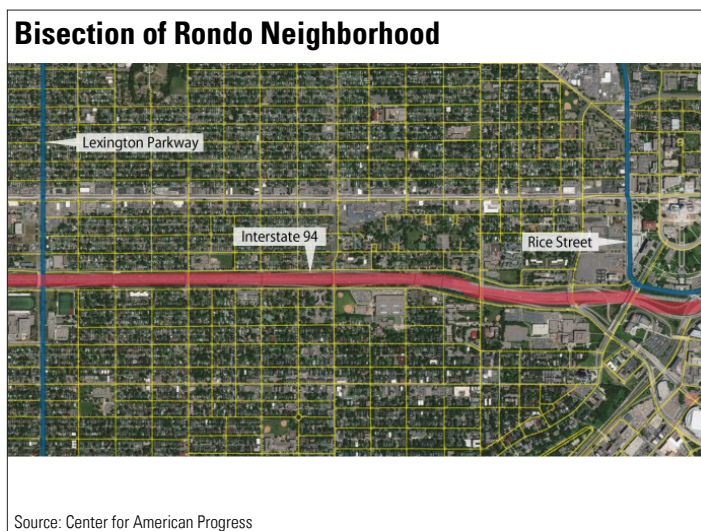 Bisection of Rondo Neighborhood
Lexington Parkway
Interstate 94
Rice Street
Source: Center for American Progress